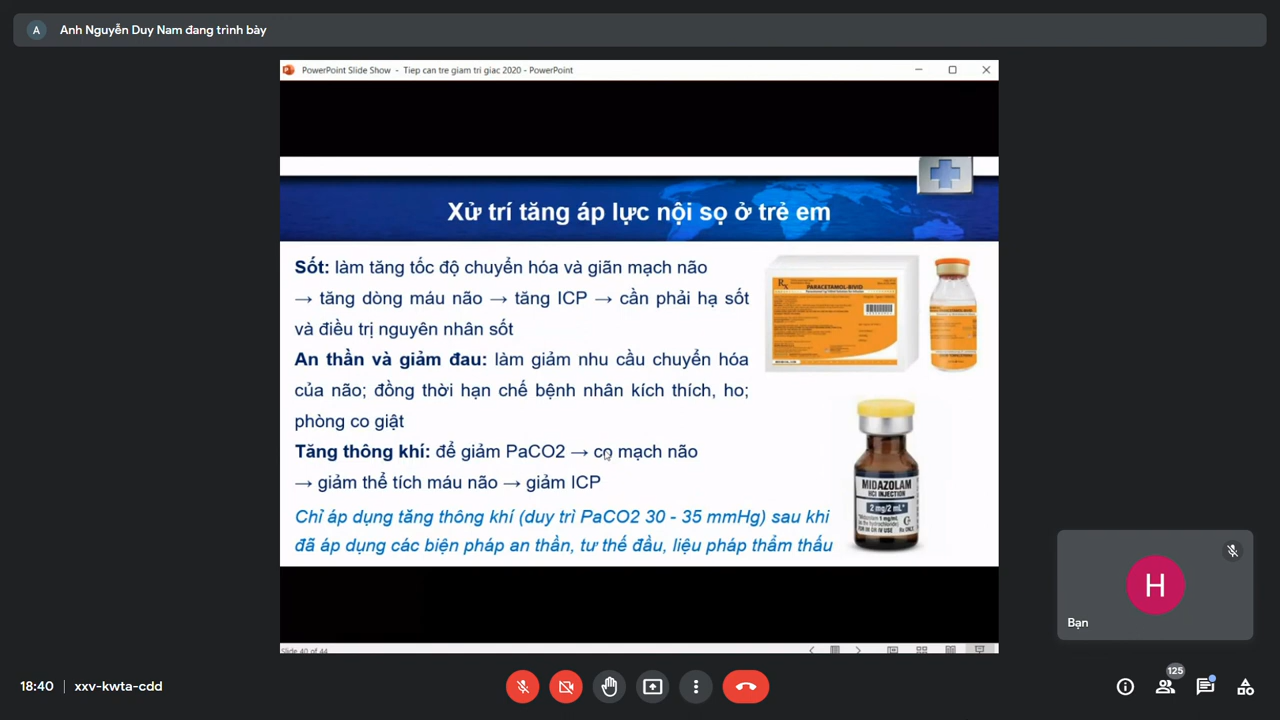 A Anh Nguyễn Duy Nam đang trình bày
PowerPoint Slide Show - Tiep can tre giam tri giac 2020 - PowerPoint
Xử trí tăng áp lực nội sọ ở trẻ em
Sốt: làm tăng tốc độ chuyển hóa và giãn mạch não
→ tăng dòng máu não → tăng ICP → cần phải hạ sốt
và điều trị nguyên nhân sốt
An thần và giảm đau: làm giảm nhu cầu chuyển hóa
của não; đồng thời hạn chế bệnh nhân kích thích, ho;
phòng co giật
Tăng thông khí: để giảm PaCO2 → co mạch não
→ giảm thể tích máu não → giảm ICP
Chỉ áp dụng tăng thông khí (duy trì PaCO2 30 - 35 mmHg) sau khi
đã áp dụng các biện pháp an thần, tư thế đầu, liệu pháp thẩm thấu
Rx
PARACETAMOL-BIVID
MIDAZOLAM
HCl INJECTION
2 mg/2 mL*
Slide 40 of 44
H
Bạn
18:40 | xxv-kwta-cdd
125